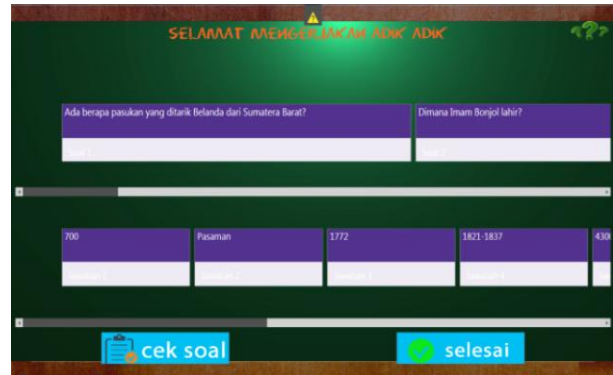 SELAMAT MENGERJAKAN ADIK ADIK
Ada berapa pasukan yang ditarik Belanda dari Sumatera Barat?
Dimana Imam Bonjol lahir?
Soal 1
Soal 2
700
Pasaman
1772
1821-1837
430
Jawaban 1
Jawaban 2
Jawaban 3
Jawaban 4
cek soal
selesai